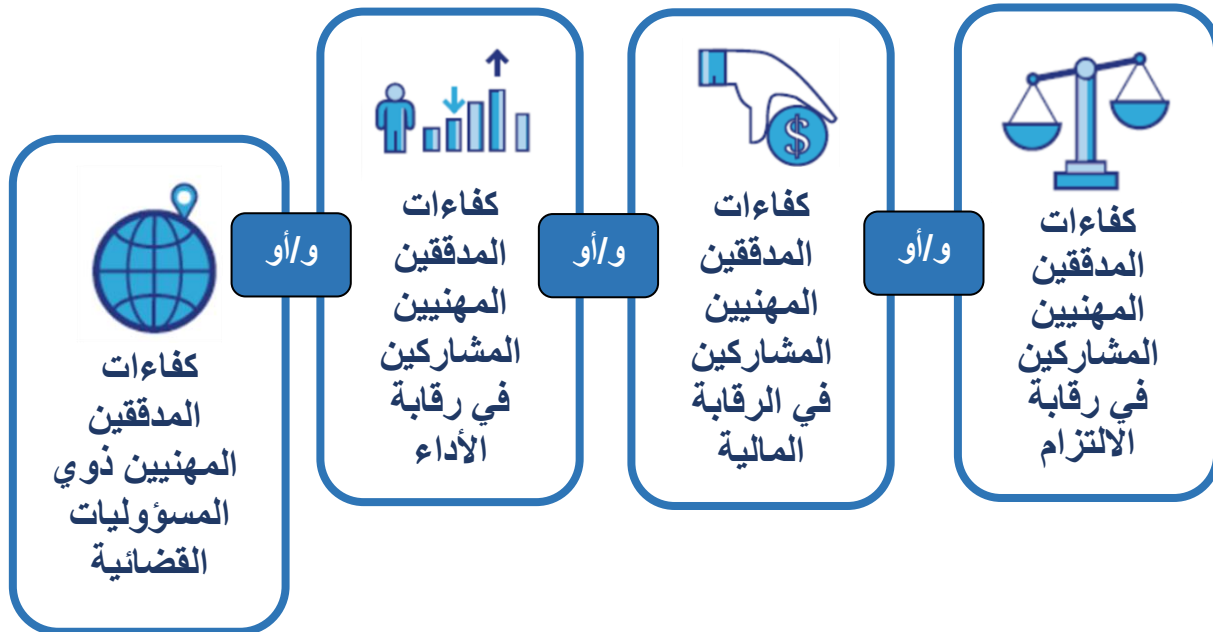 كفاءات
المدققين
المهنيين
المشاركين
في رقابة
الالتزام
و/أو
كفاءات
المدققين
المهنيين
المشاركين
في الرقابة
المالية
و/أو
كفاءات
المدققين
المهنيين
المشاركين
في رقابة
الأداء
و/أو
كفاءات
المدققين
المهنيين ذوي
المسؤوليات
القضائية
$